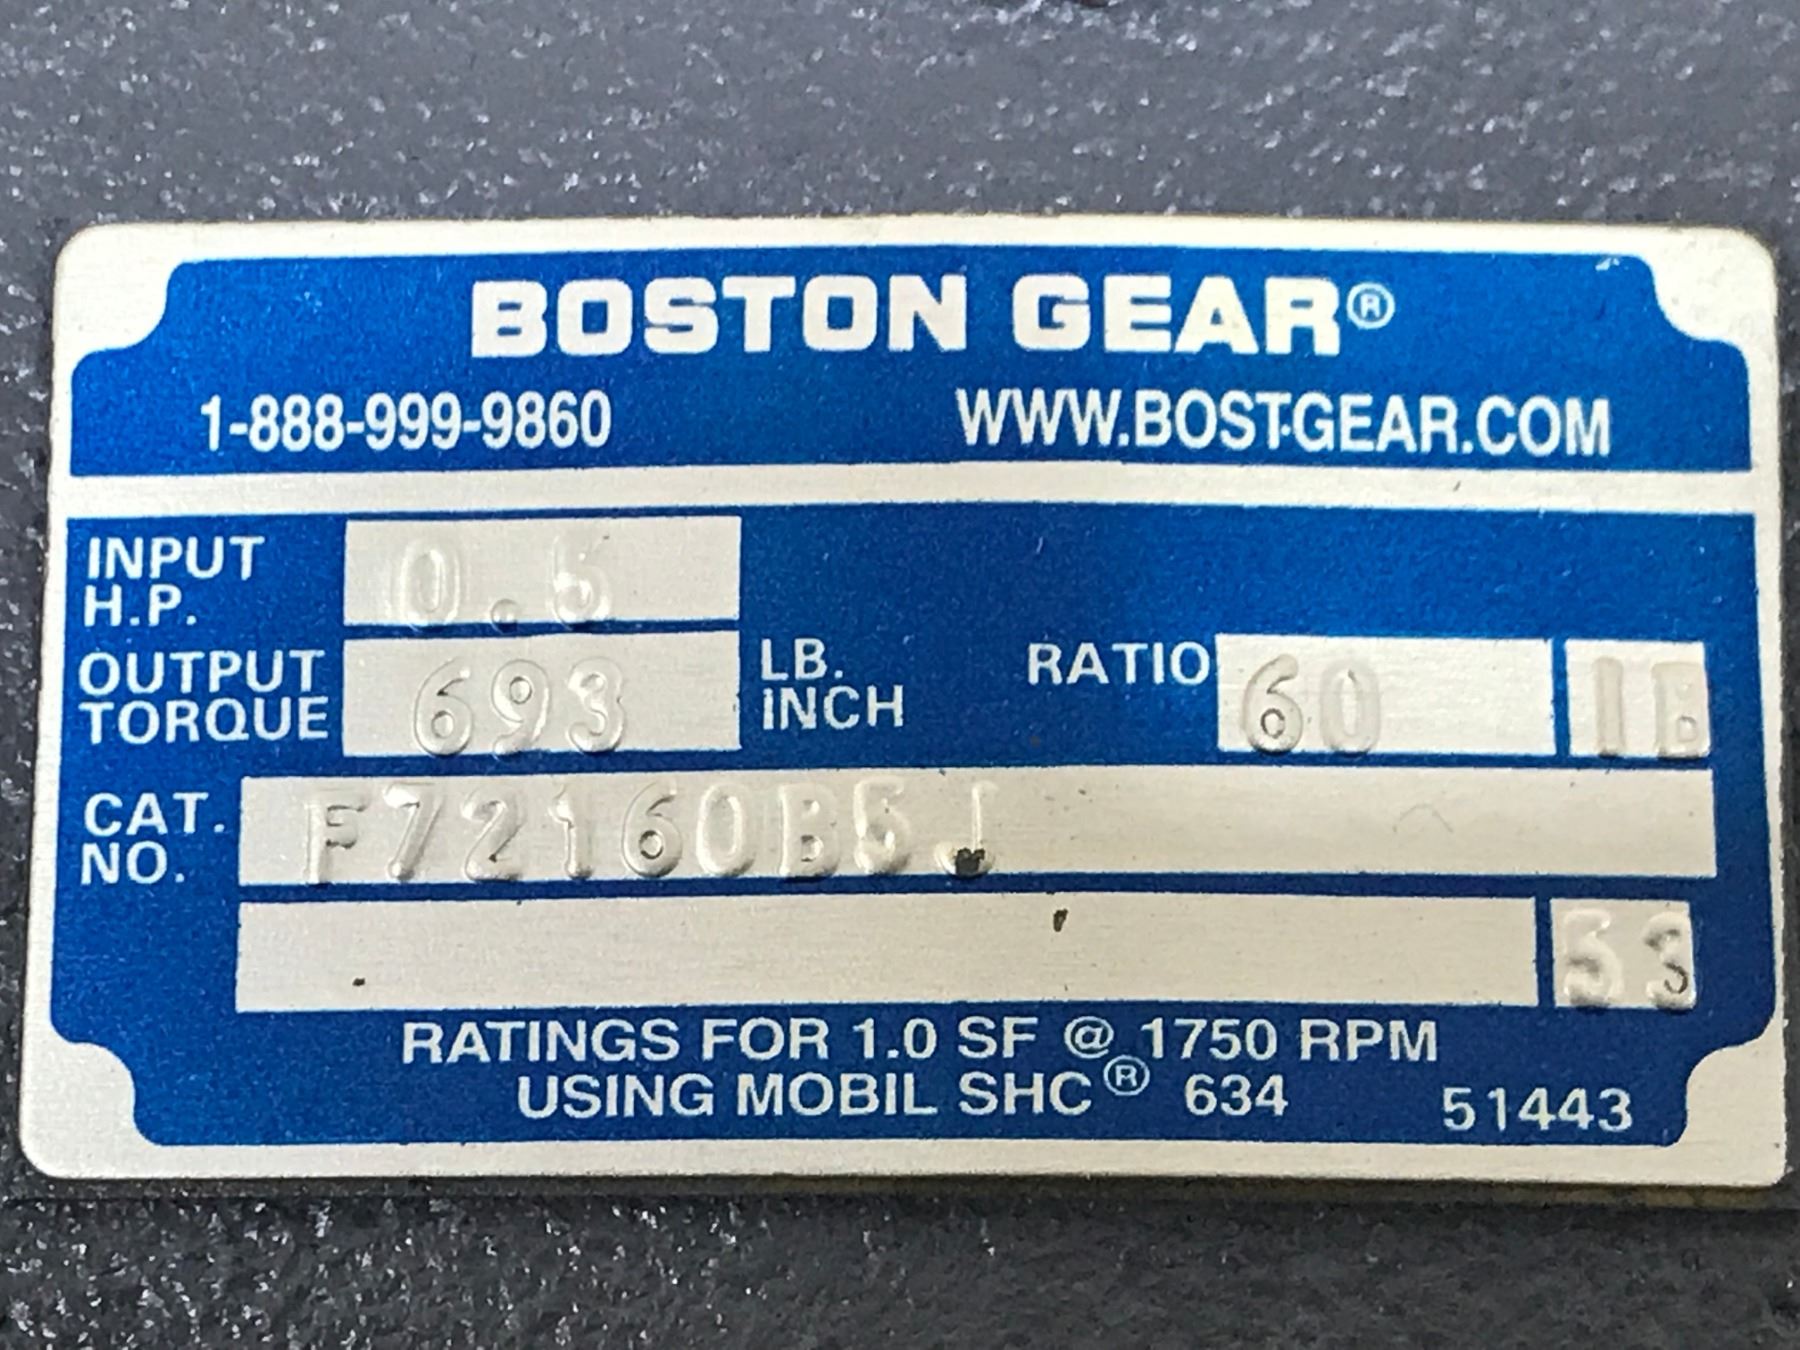 BOSTON GEAR®
1-888-999-9860 WWW.BOSTGEAR.COM
INPUT H.P. 0.5
OUTPUT TORQUE 693 LB. INCH RATIO 60 1B
CAT. NO. F72160B5J
53
RATINGS FOR 1.0 SF @ 1750 RPM
USING MOBIL SHC® 634 51443